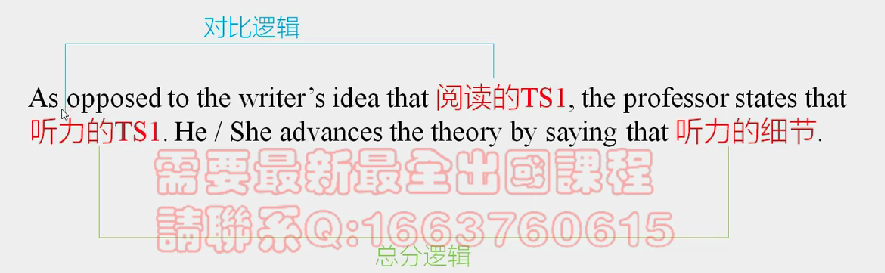 对比逻辑
As opposed to the writer’s idea that 阅读的TS1, the professor states that
听力的TS1. He / She advances the theory by saying that 听力的细节.
需要最新最全出國課程
請聯系Q:1663760615
总分逻辑